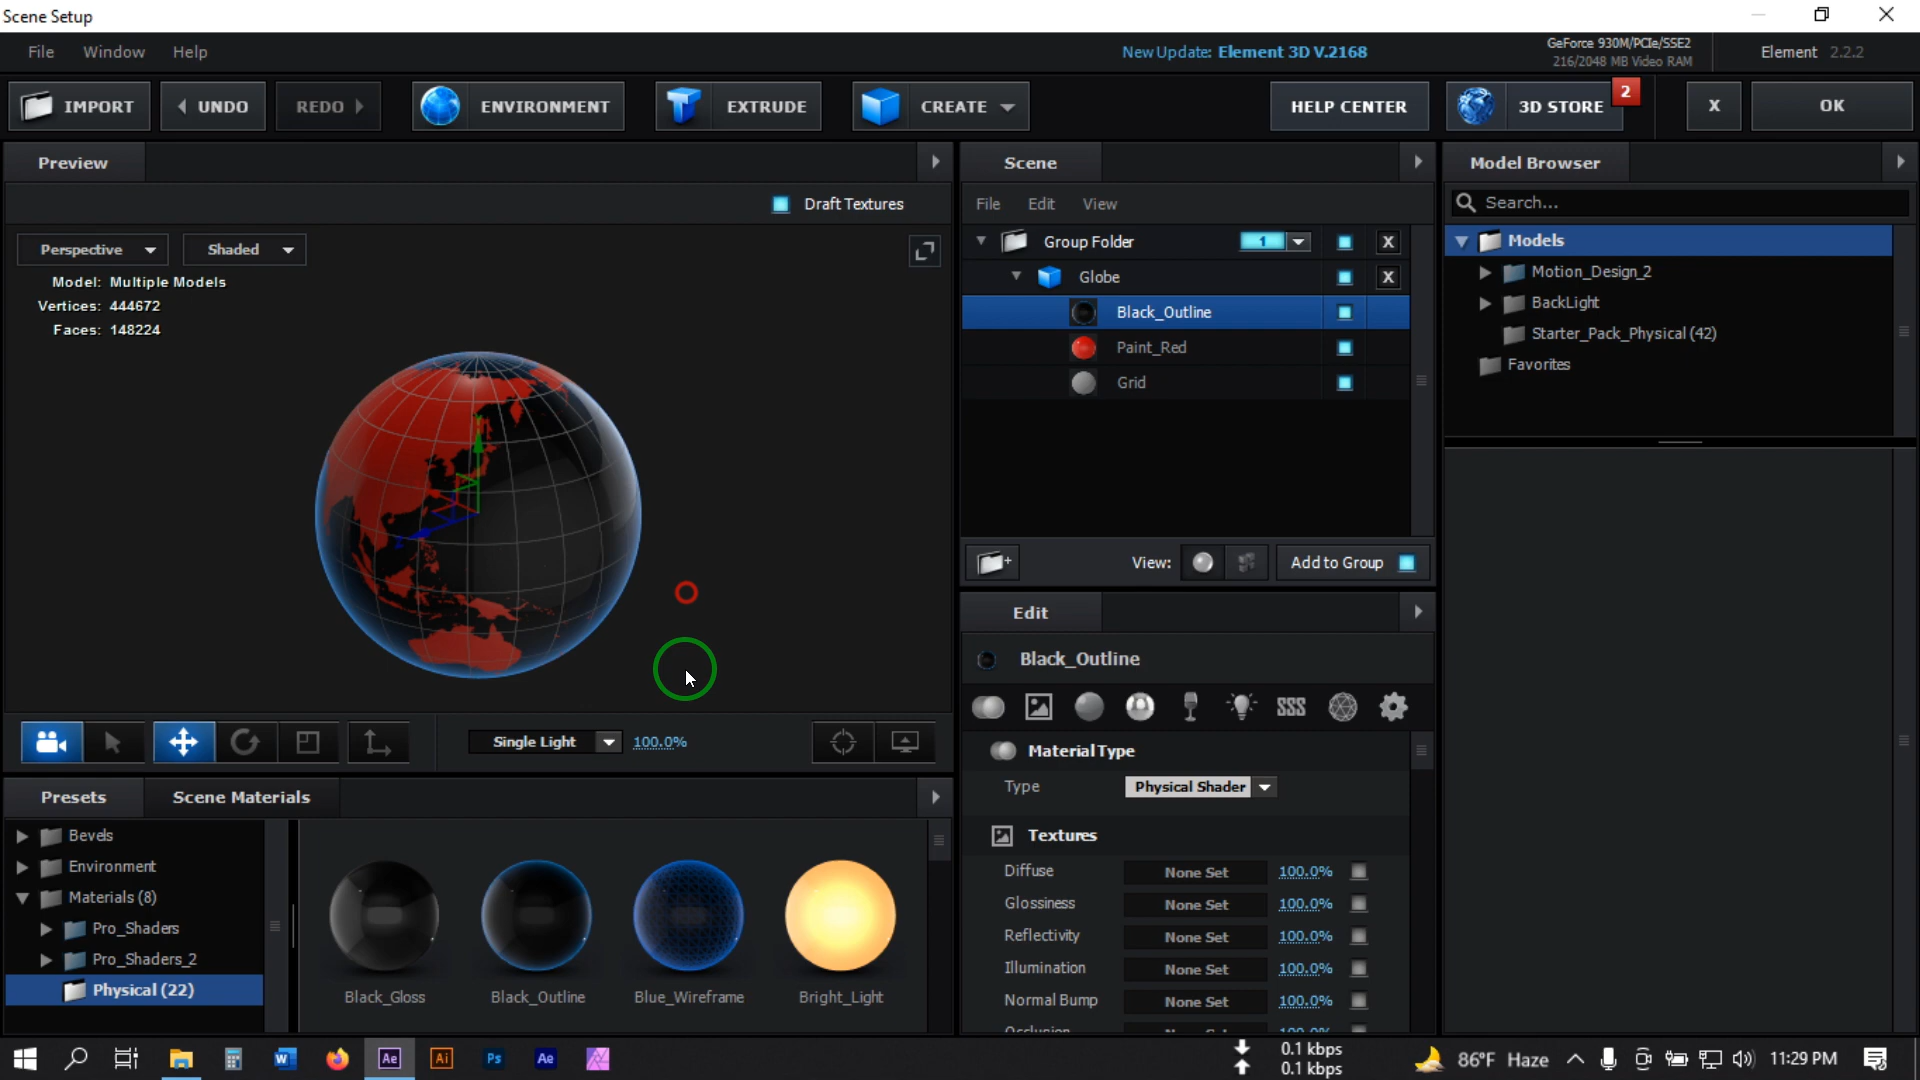 Scene Setup
File Window Help
New Update: Element 3D V.2168
GeForce 930M/PCIe/SSE2
216/2048 MB Video RAM
Element 2.2.2
IMPORT UNDO REDO ENVIRONMENT EXTRUDE CREATE HELP CENTER 3D STORE 2 X OK
Preview
Draft Textures
Perspective Shaded
Model: Multiple Models
Vertices: 444672
Faces: 148224
Single Light 100.0%
Presets Scene Materials
Bevels
Environment
Materials (8)
Pro_Shaders
Pro_Shaders_2
Physical (22)
Black_Gloss Black_Outline Blue_Wireframe Bright_Light
Scene
File Edit View
Group Folder 1 X
Globe X
Black_Outline
Paint_Red
Grid
View: Add to Group
Edit
Black_Outline
Material Type
Type Physical Shader
Textures
Diffuse None Set 100.0%
Glossiness None Set 100.0%
Reflectivity None Set 100.0%
Illumination None Set 100.0%
Normal Bump None Set 100.0%
Model Browser
Search...
Models
Motion_Design_2
BackLight
Starter_Pack_Physical (42)
Favorites
Ae Ai Ps Ae
0.1 kbps
0.1 kbps
86°F Haze 11:29 PM